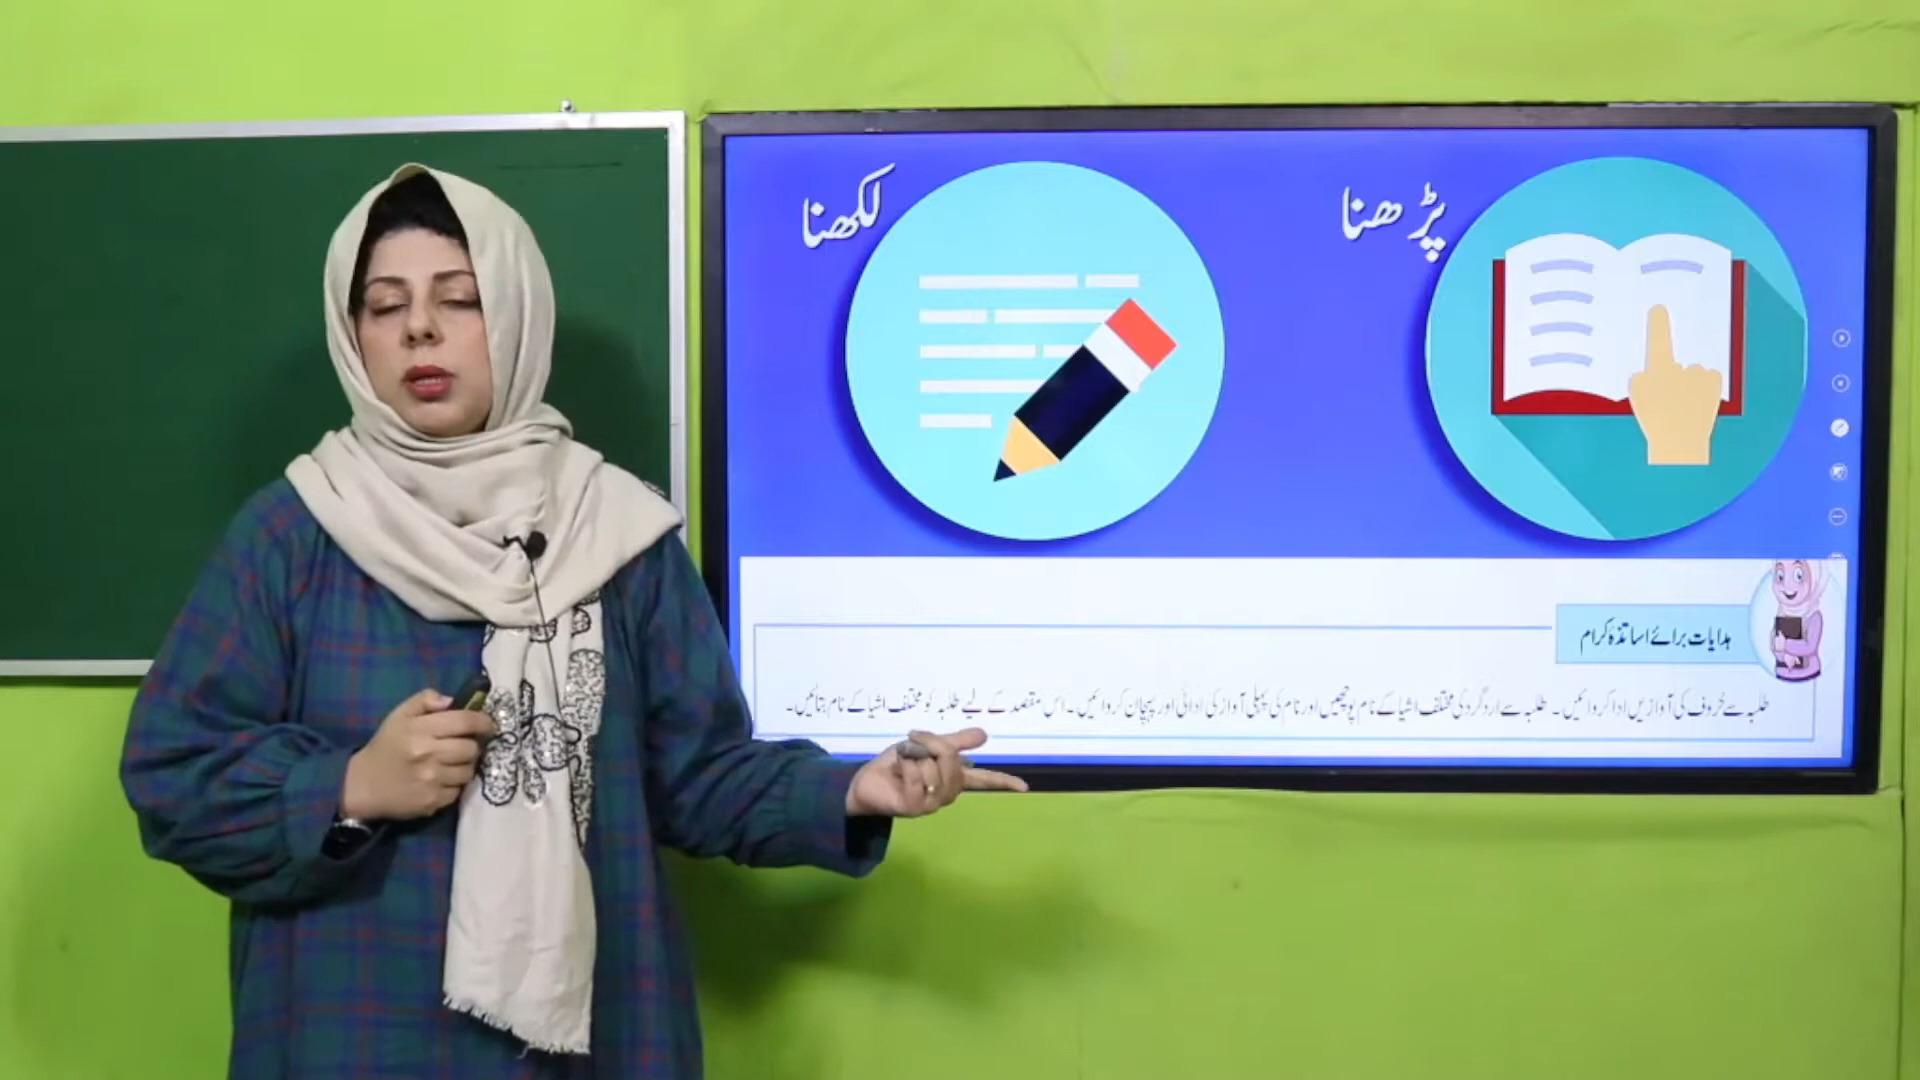 پڑھنا
لکھنا
ہدایات برائے اساتذہ کرام
طلبہ سے حُروف کی آوازیں ادا کروائیں۔ طلبہ سے اردگرد کی مختلف اشیا کے نام پوچھیں اور نام کی پہلی آواز کی ادائی اور پہچان کروائیں۔ اس مقصد کے لیے طلبہ کو مختلف اشیا کے نام بتائیں۔